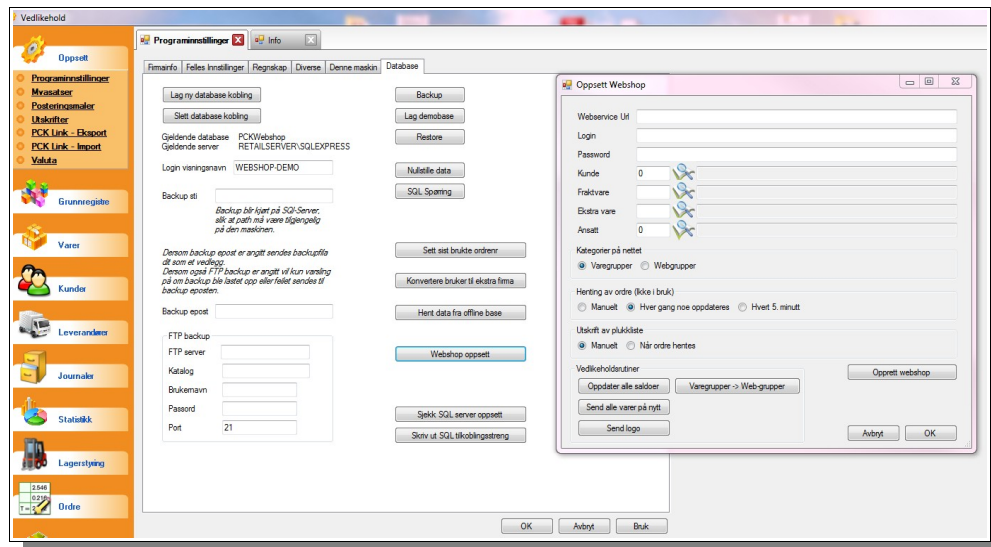 Vedlikehold
Oppsett
Programinnstillinger
Mvasatser
Posteringsmaler
Utskrifter
PCK Link - Eksport
PCK Link - Import
Valuta
Grunnregistre
Varer
Kunder
Leverandører
Journaler
Statistikk
Lagerstyring
Ordre
Programinnstillinger
Info
Firmainfo Felles Innstillinger Regnskap Diverse Denne maskin Database
Lag ny database kobling
Slett database kobling
Gjeldende database PCKWebshop
Gjeldende server RETAILSERVER\SQLEXPRESS
Login visningsnavn WEBSHOP-DEMO
Backup sti
Backup blir kjørt på SQl-Server,
slik at path må være tilgjengelig
på den maskinen.
Dersom backup epost er angitt sendes backupfila
dit som et vedlegg.
Dersom også FTP backup er angitt vil kun varsling
på om backup ble lastet opp eller feilet sendes til
backup eposten.
Backup epost
FTP backup
FTP server
Katalog
Brukernavn
Passord
Port 21
Backup
Lag demobase
Restore
Nullstille data
SQL Spørring
Sett sist brukte ordrenr
Konvertere bruker til ekstra firma
Hent data fra offline base
Webshop oppsett
Sjekk SQL server oppsett
Skriv ut SQL tilkoblingsstreng
OK Avbryt Bruk
Oppsett Webshop
Webservice Url
Login
Password
Kunde 0
Fraktvare
Ekstra vare
Ansatt 0
Kategorier på nettet
Varegrupper Webgrupper
Henting av ordre (Ikke i bruk)
Manuelt Hver gang noe oppdateres Hvert 5. minutt
Utskrift av plukkliste
Manuelt Når ordre hentes
Vedlikeholdsrutiner
Oppdater alle saldoer Varegrupper -> Web-grupper
Send alle varer på nytt
Send logo
Opprett webshop
Avbryt OK